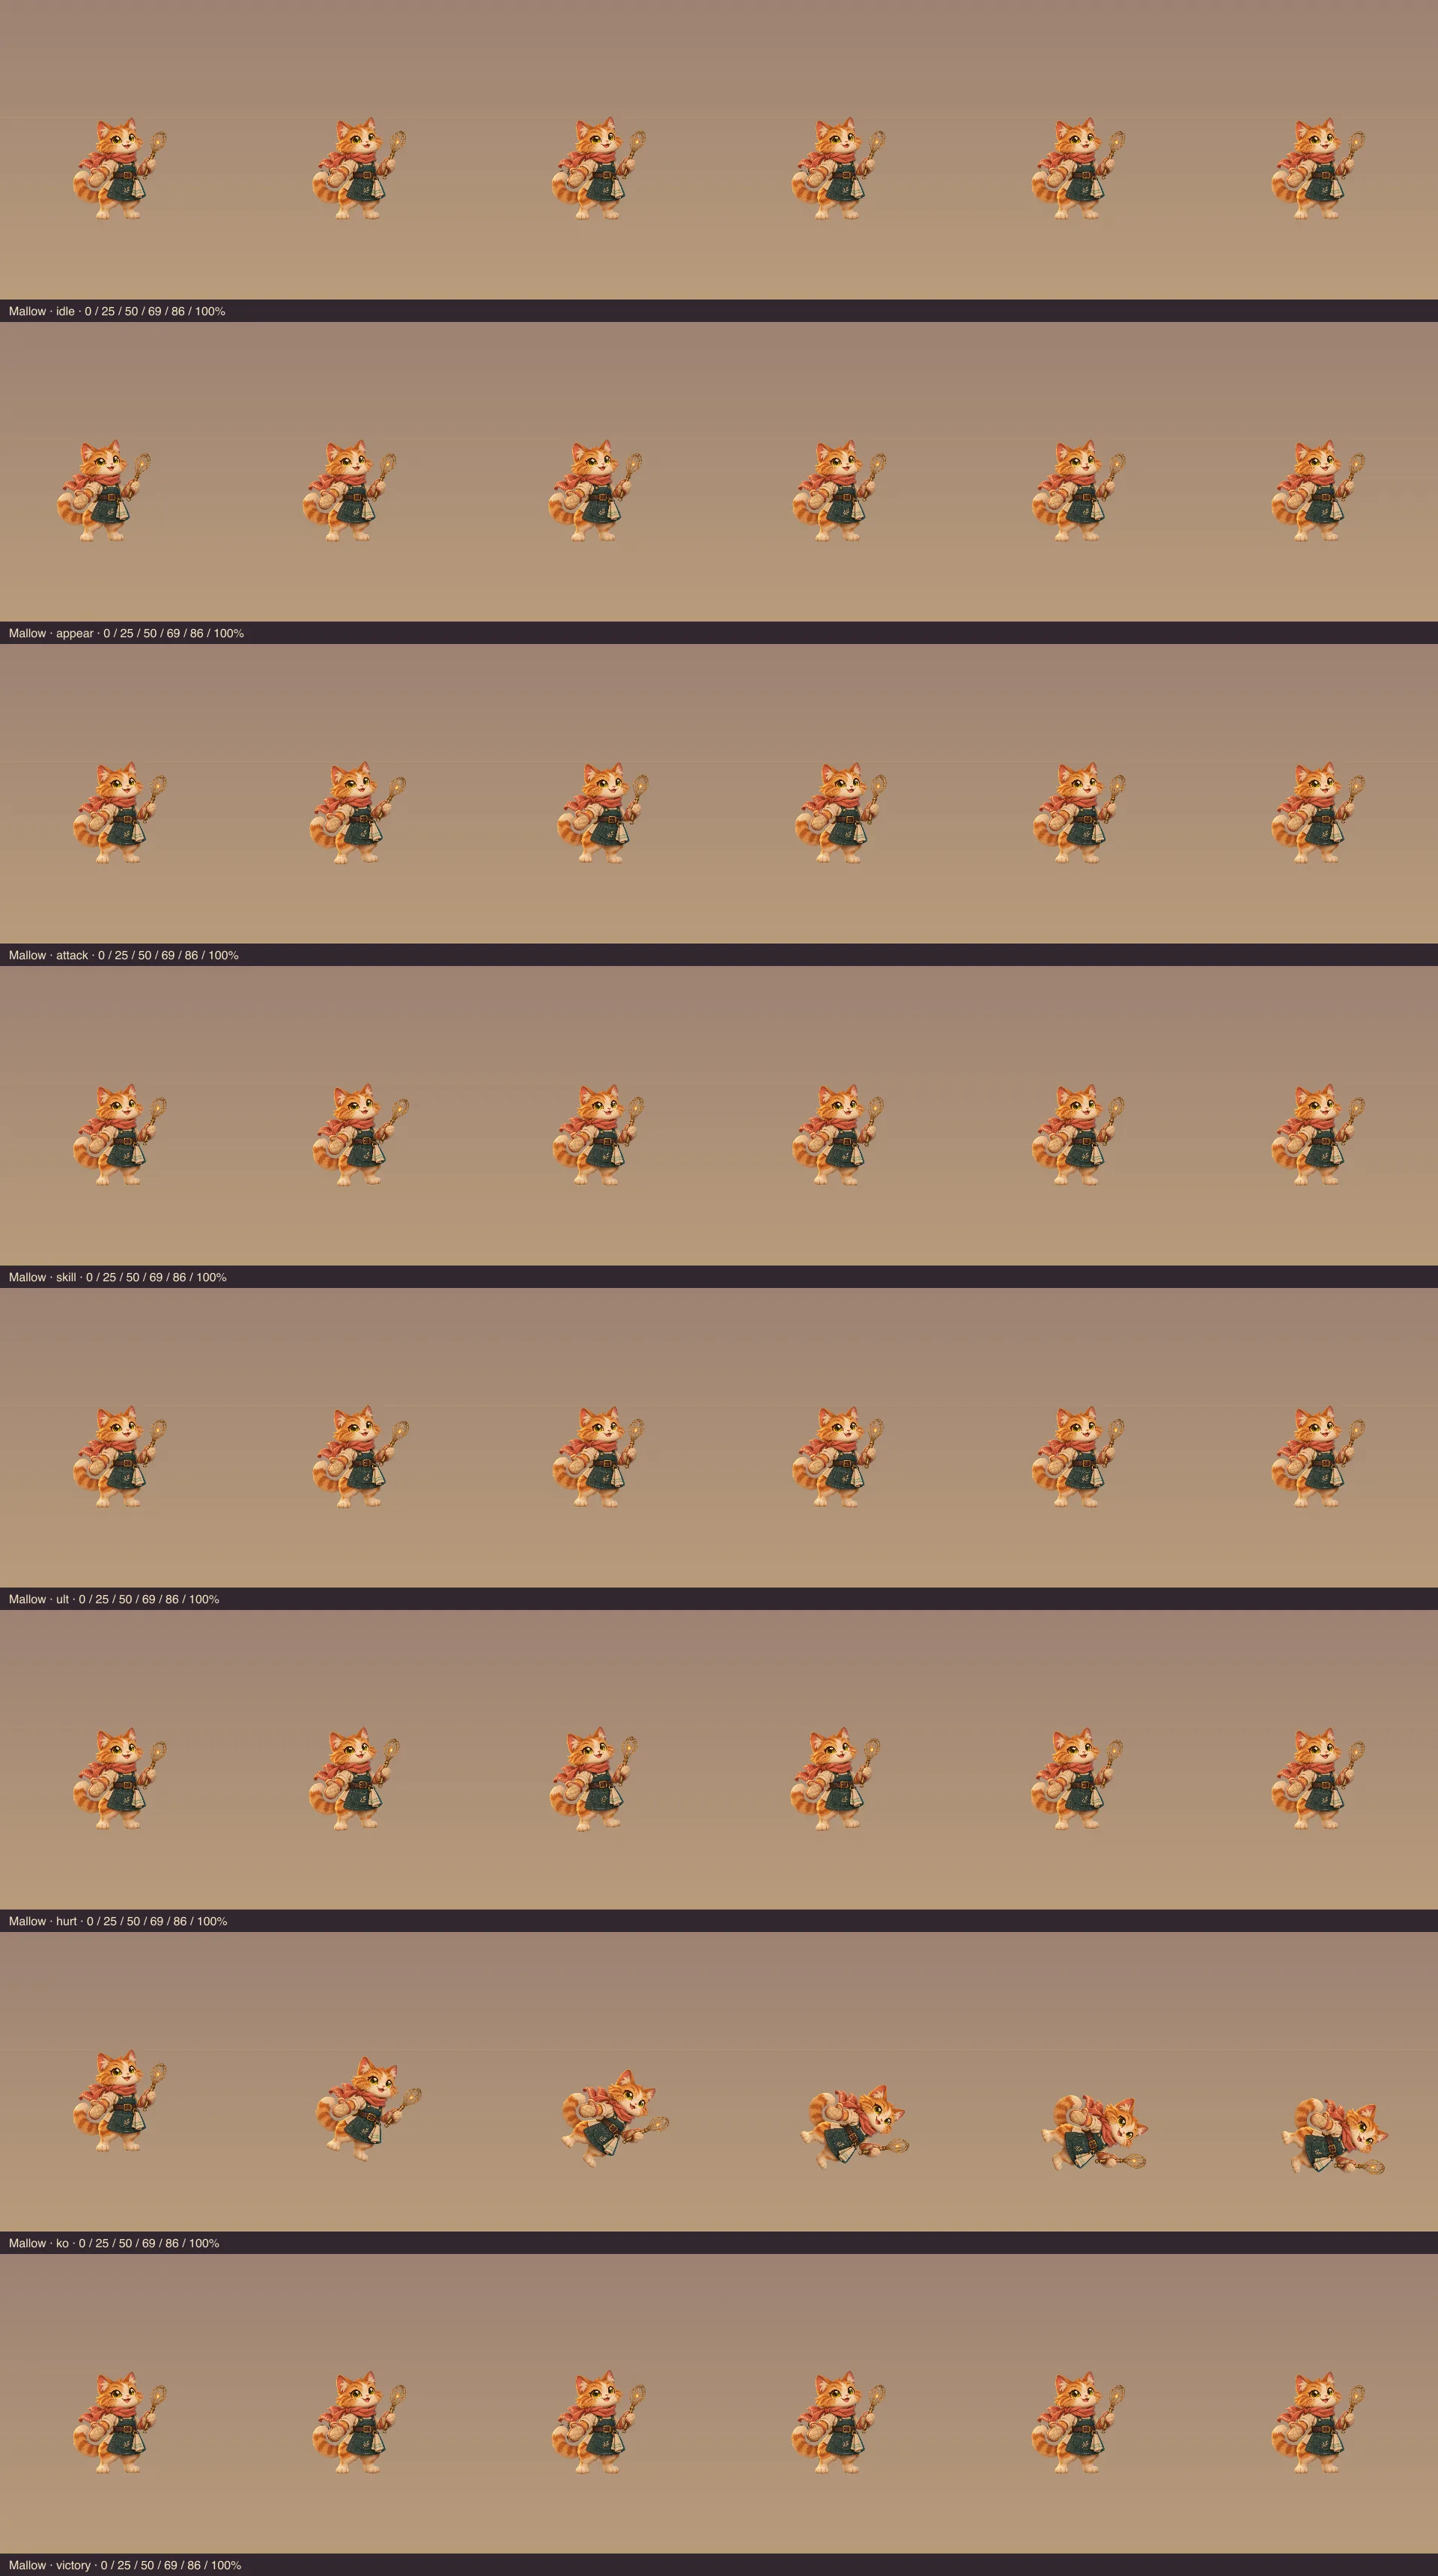 Mallow · idle · 0 / 25 / 50 / 69 / 86 / 100%
Mallow · appear · 0 / 25 / 50 / 69 / 86 / 100%
Mallow · attack · 0 / 25 / 50 / 69 / 86 / 100%
Mallow · skill · 0 / 25 / 50 / 69 / 86 / 100%
Mallow · ult · 0 / 25 / 50 / 69 / 86 / 100%
Mallow · hurt · 0 / 25 / 50 / 69 / 86 / 100%
Mallow · ko · 0 / 25 / 50 / 69 / 86 / 100%
Mallow · victory · 0 / 25 / 50 / 69 / 86 / 100%